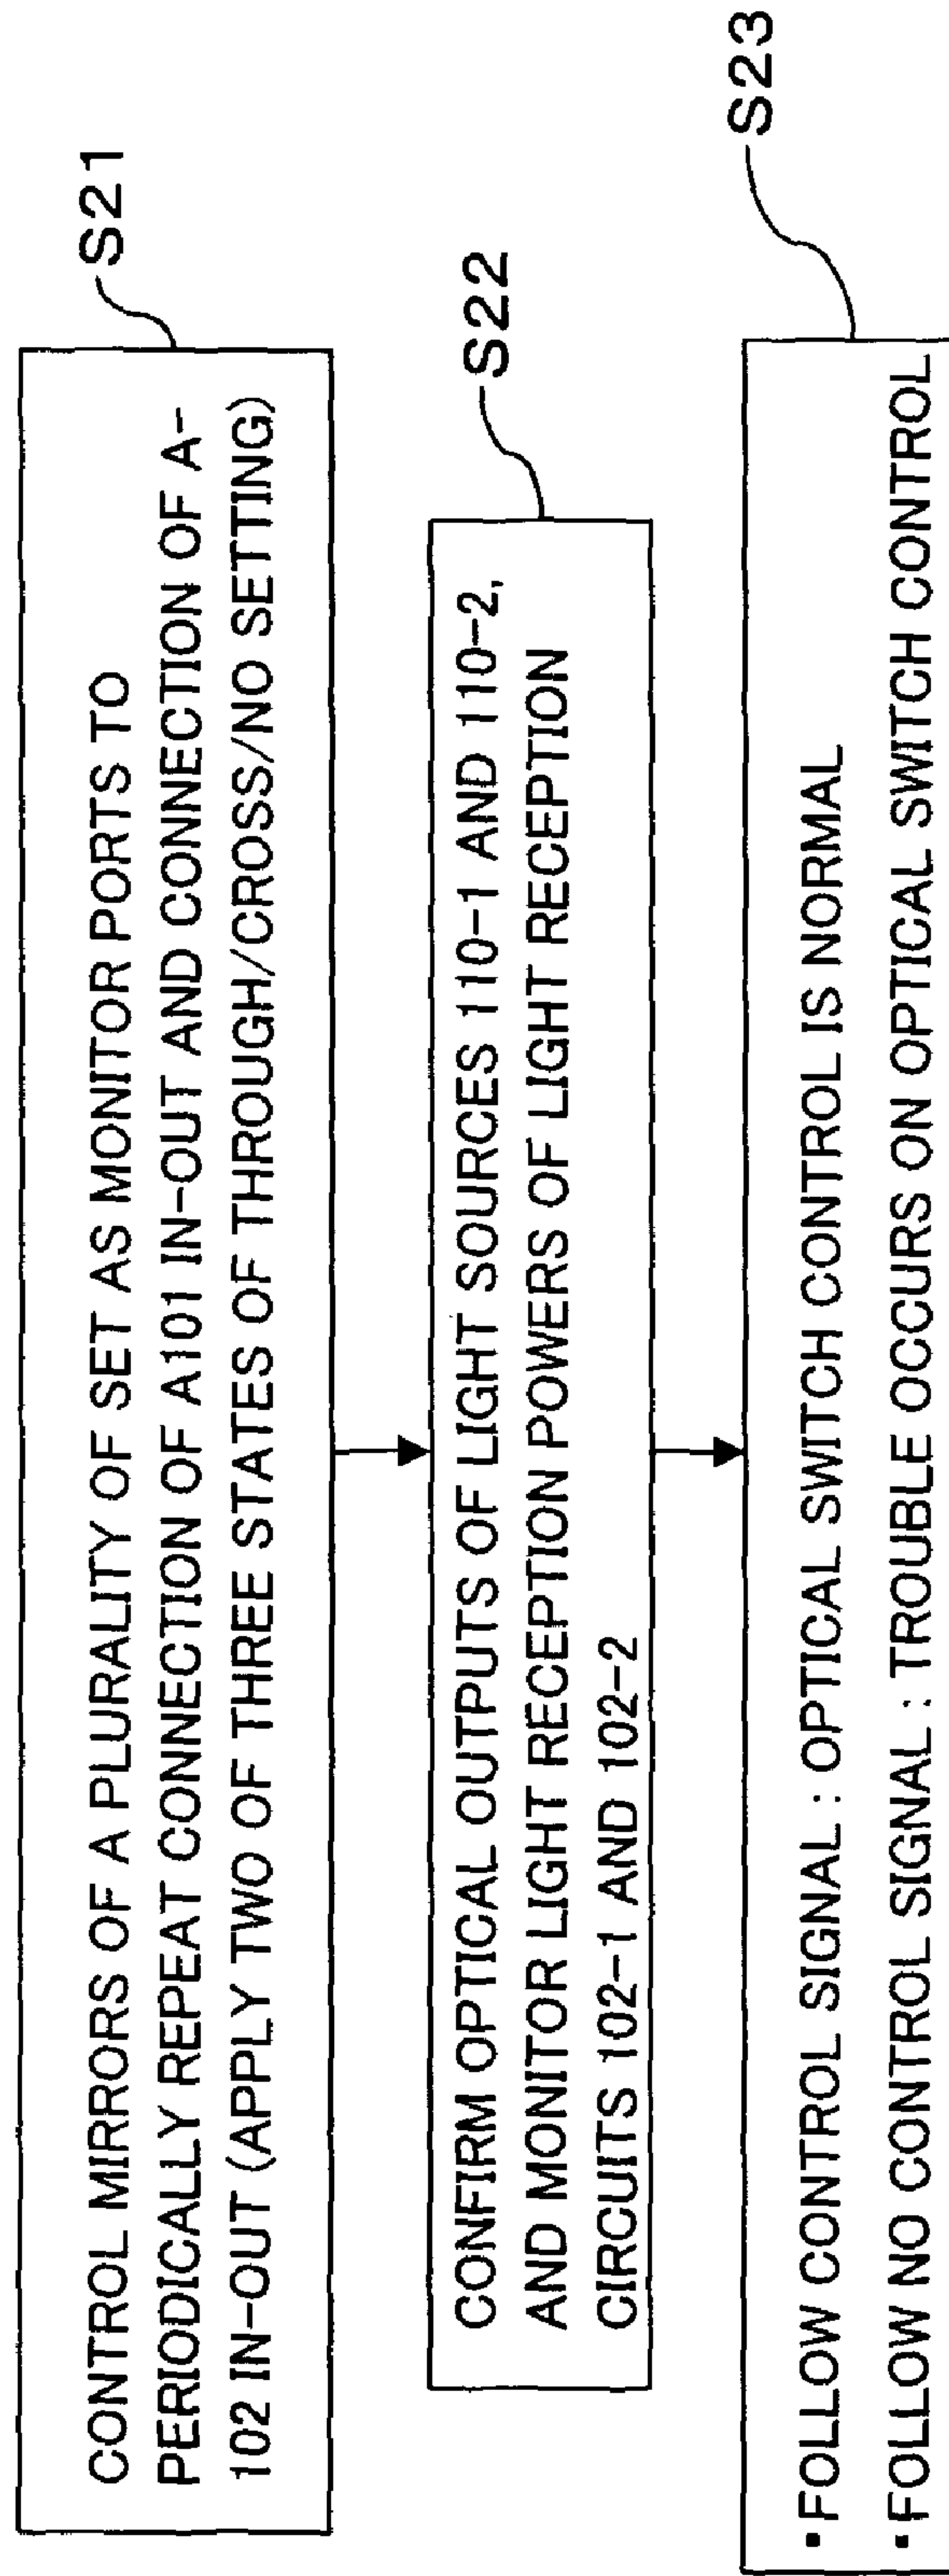 S21
CONTROL MIRRORS OF A PLURALITY OF SET AS MONITOR PORTS TO
PERIODICALLY REPEAT CONNECTION OF A101 IN-OUT AND CONNECTION OF A-
102 IN-OUT (APPLY TWO OF THREE STATES OF THROUGH/CROSS/NO SETTING)
S22
CONFIRM OPTICAL OUTPUTS OF LIGHT SOURCES 110-1 AND 110-2,
AND MONITOR LIGHT RECEPTION POWERS OF LIGHT RECEPTION
CIRCUITS 102-1 AND 102-2
S23
▪FOLLOW CONTROL SIGNAL : OPTICAL SWITCH CONTROL IS NORMAL
▪FOLLOW NO CONTROL SIGNAL : TROUBLE OCCURS ON OPTICAL SWITCH CONTROL